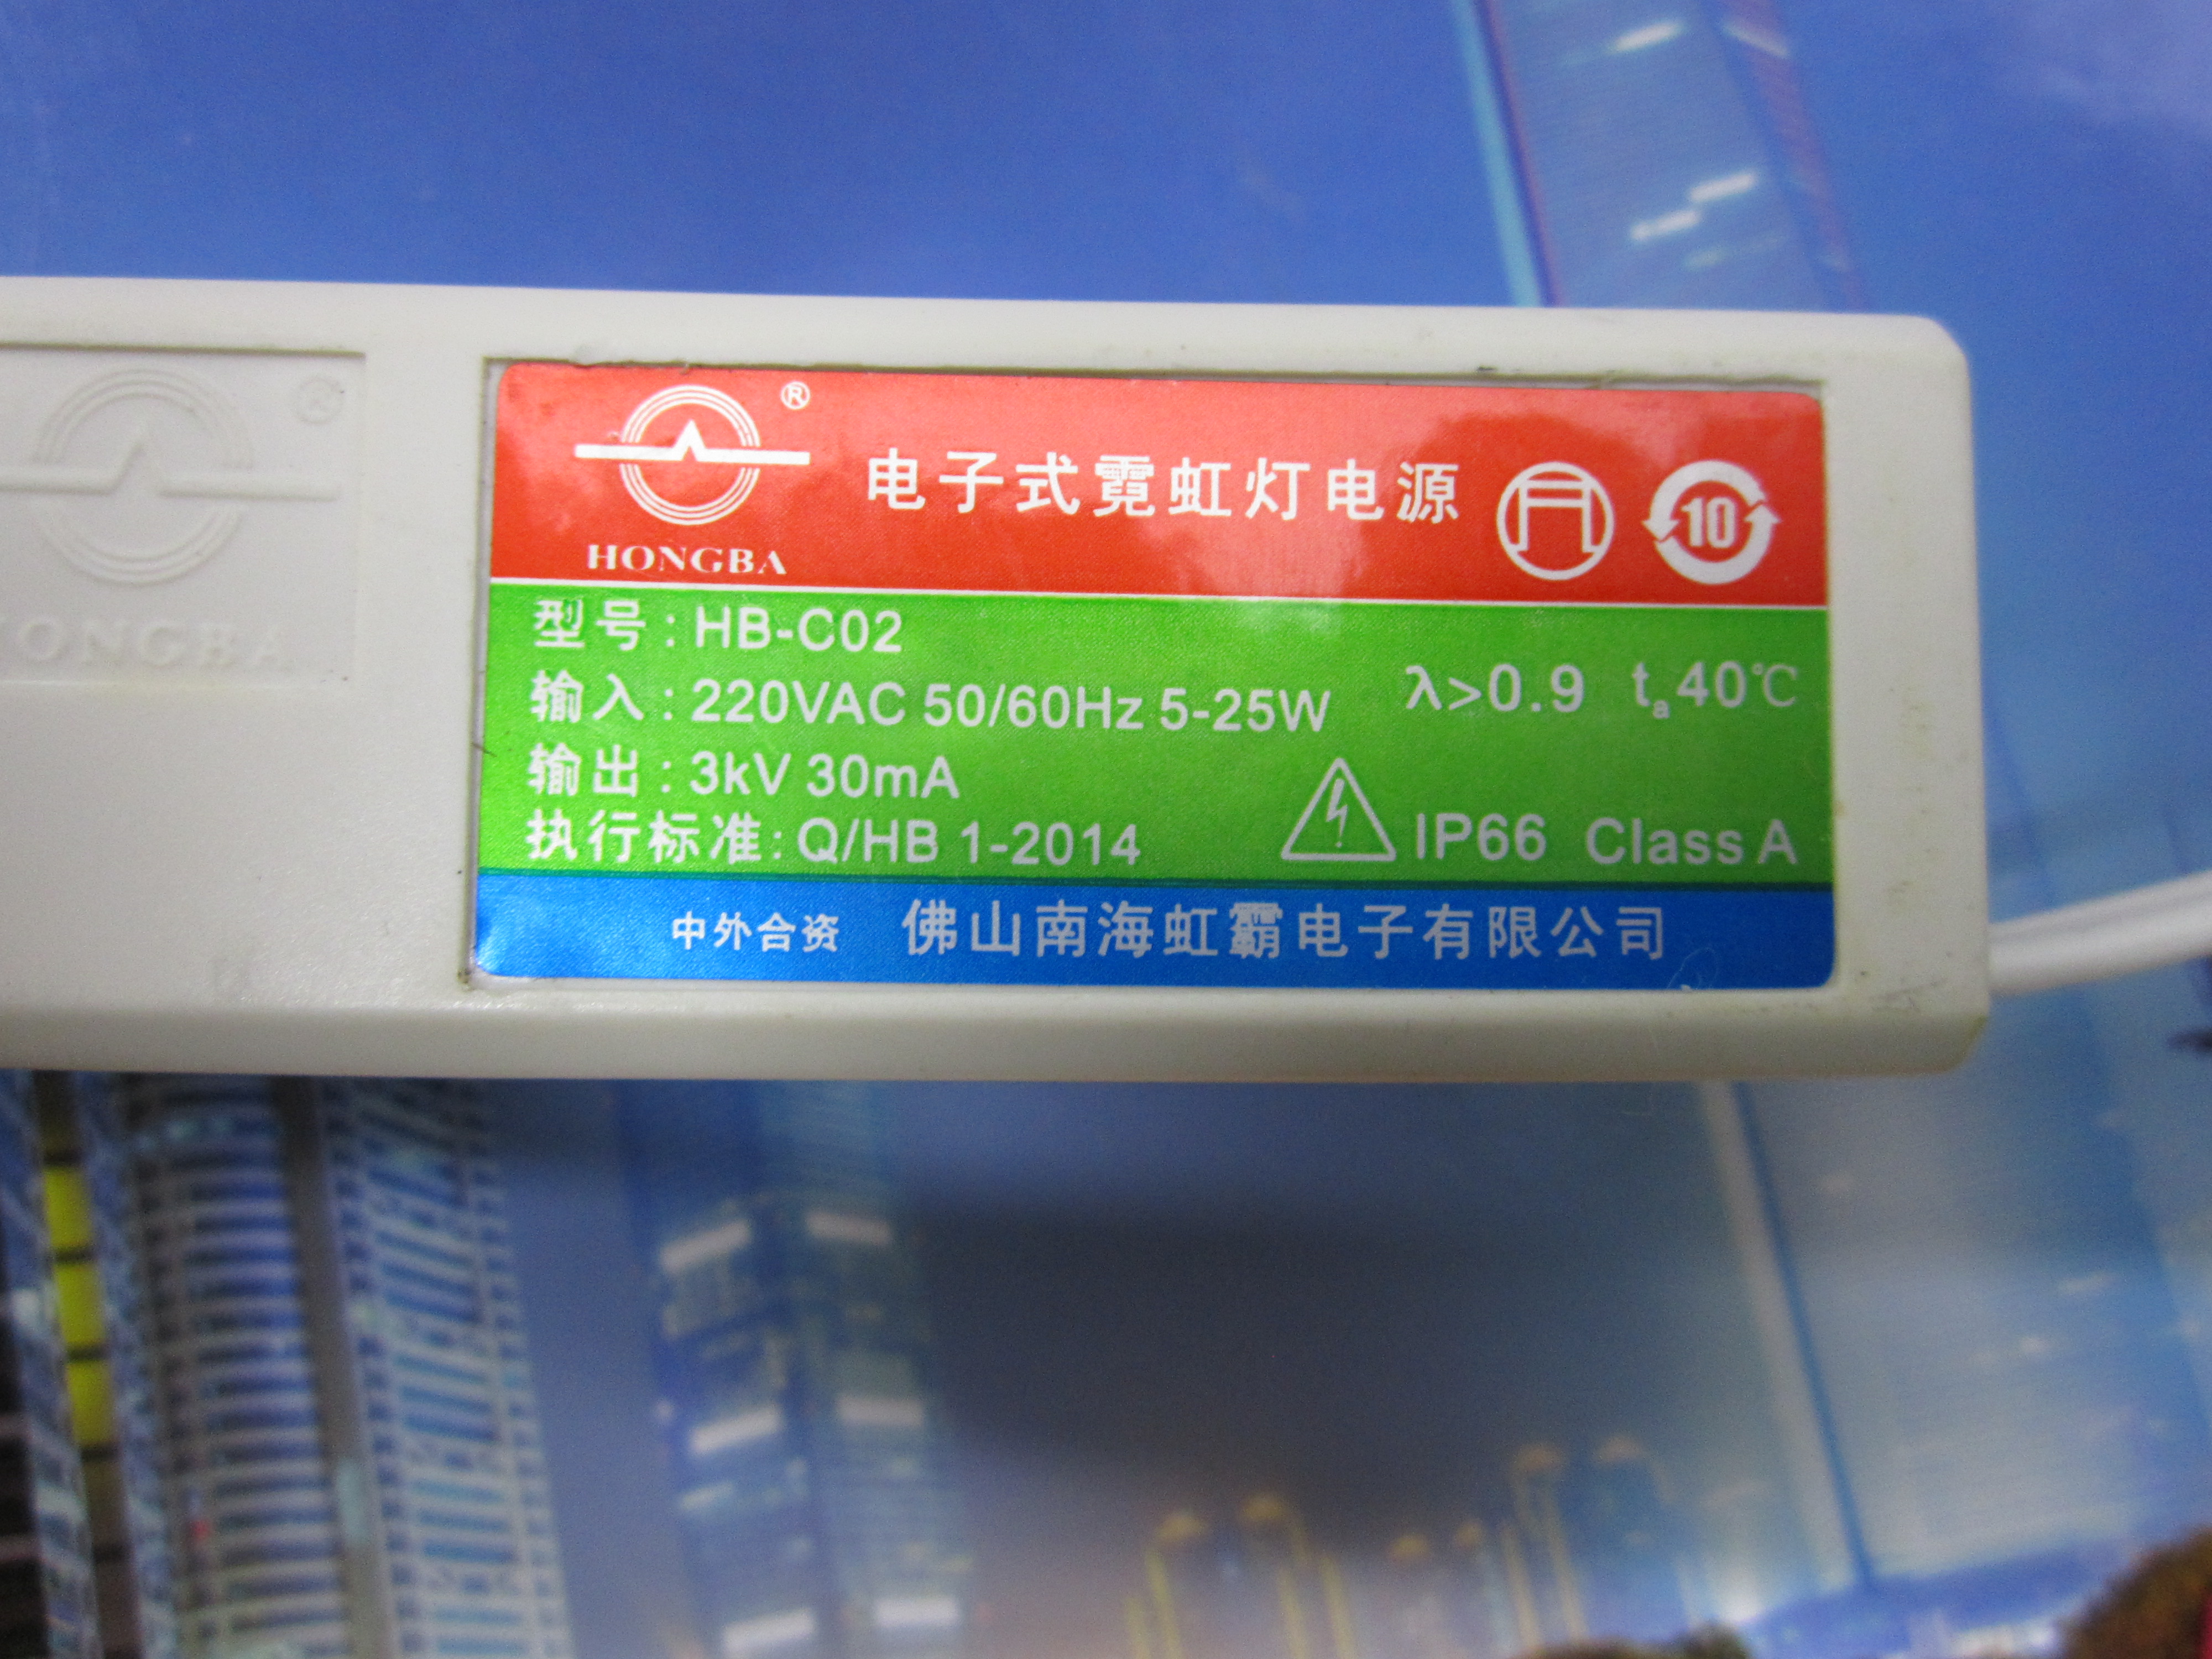 HONGBA
®
HONGBA
®
电子式霓虹灯电源
10
型号:HB-C02
输入:220VAC 50/60Hz 5-25W λ>0.9 ta40℃
输出:3kV 30mA
执行标准:Q/HB 1-2014 IP66 Class A
中外合资 佛山南海虹霸电子有限公司